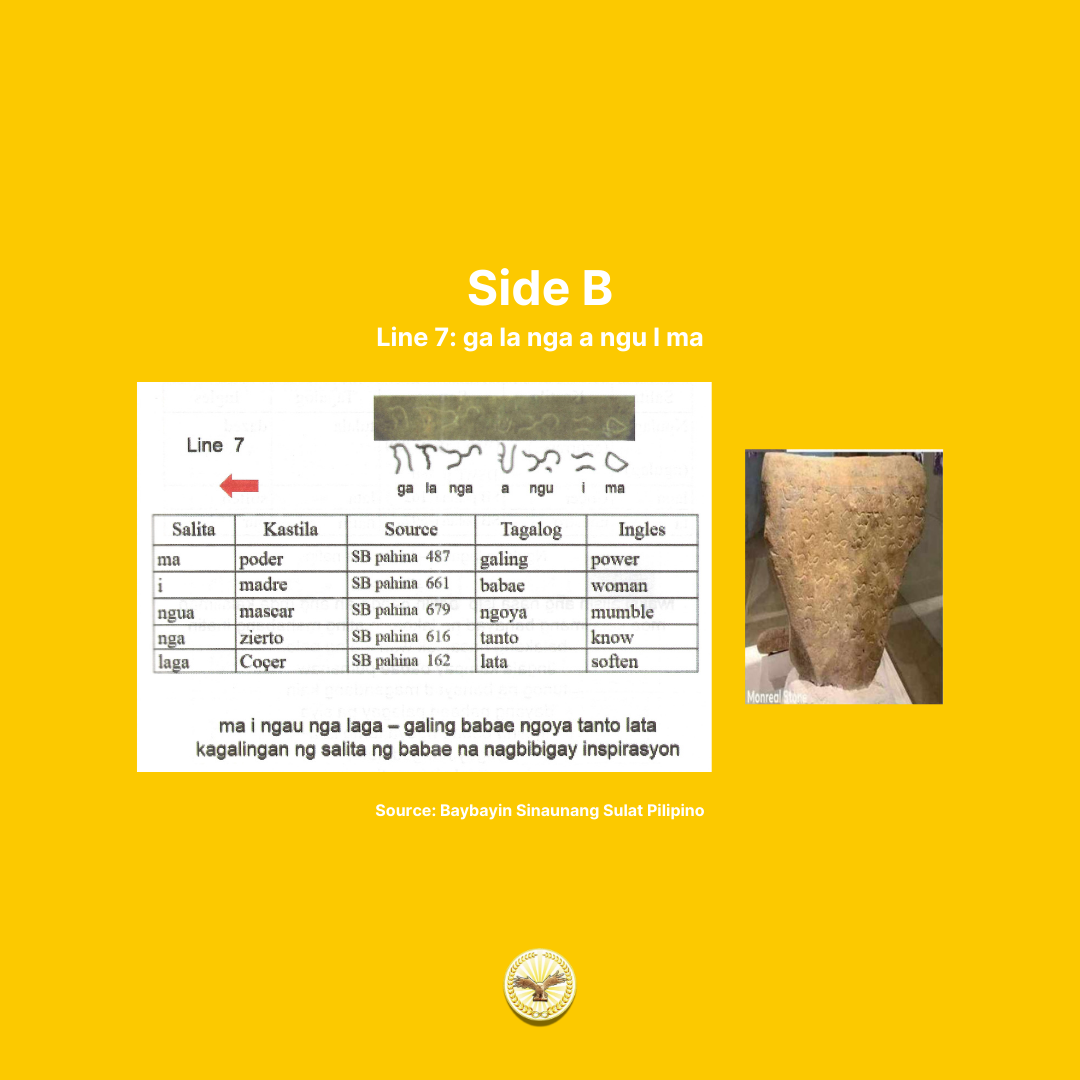 Side B
Line 7: ga la nga a ngu I ma
Line 7
ga la nga a ngu i ma
Salita Kastila Source Tagalog Ingles
ma poder SB pahina 487 galing power
i madre SB pahina 661 babae woman
ngua mascar SB pahina 679 ngoya mumble
nga zierto SB pahina 616 tanto know
laga Coçer SB pahina 162 lata soften
ma i ngau nga laga – galing babae ngoya tanto lata
kagalingan ng salita ng babae na nagbibigay inspirasyon
Monreal Stone
Source: Baybayin Sinaunang Sulat Pilipino